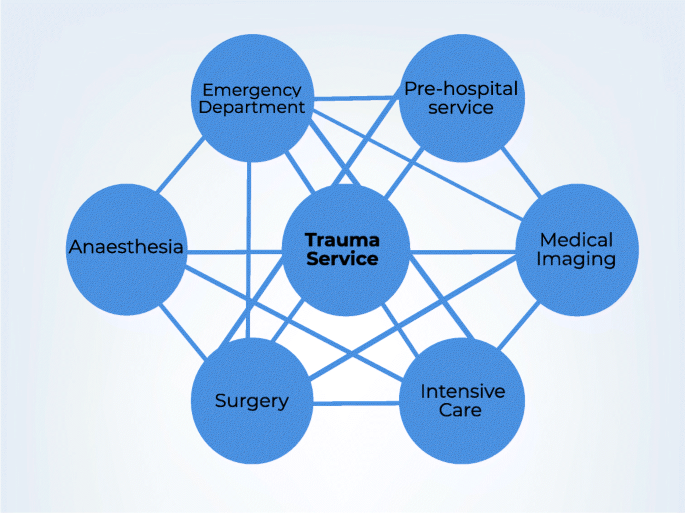 Emergency
Department
Pre-hospital
service
Anaesthesia
Trauma
Service
Medical
Imaging
Surgery
Intensive
Care